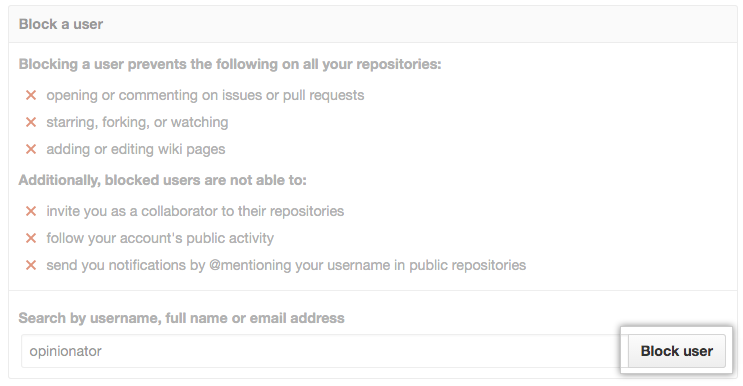 Block a user
Blocking a user prevents the following on all your repositories:
opening or commenting on issues or pull requests
starring, forking, or watching
adding or editing wiki pages
Additionally, blocked users are not able to:
invite you as a collaborator to their repositories
follow your account's public activity
send you notifications by @mentioning your username in public repositories
Search by username, full name or email address
opinionator
Block user